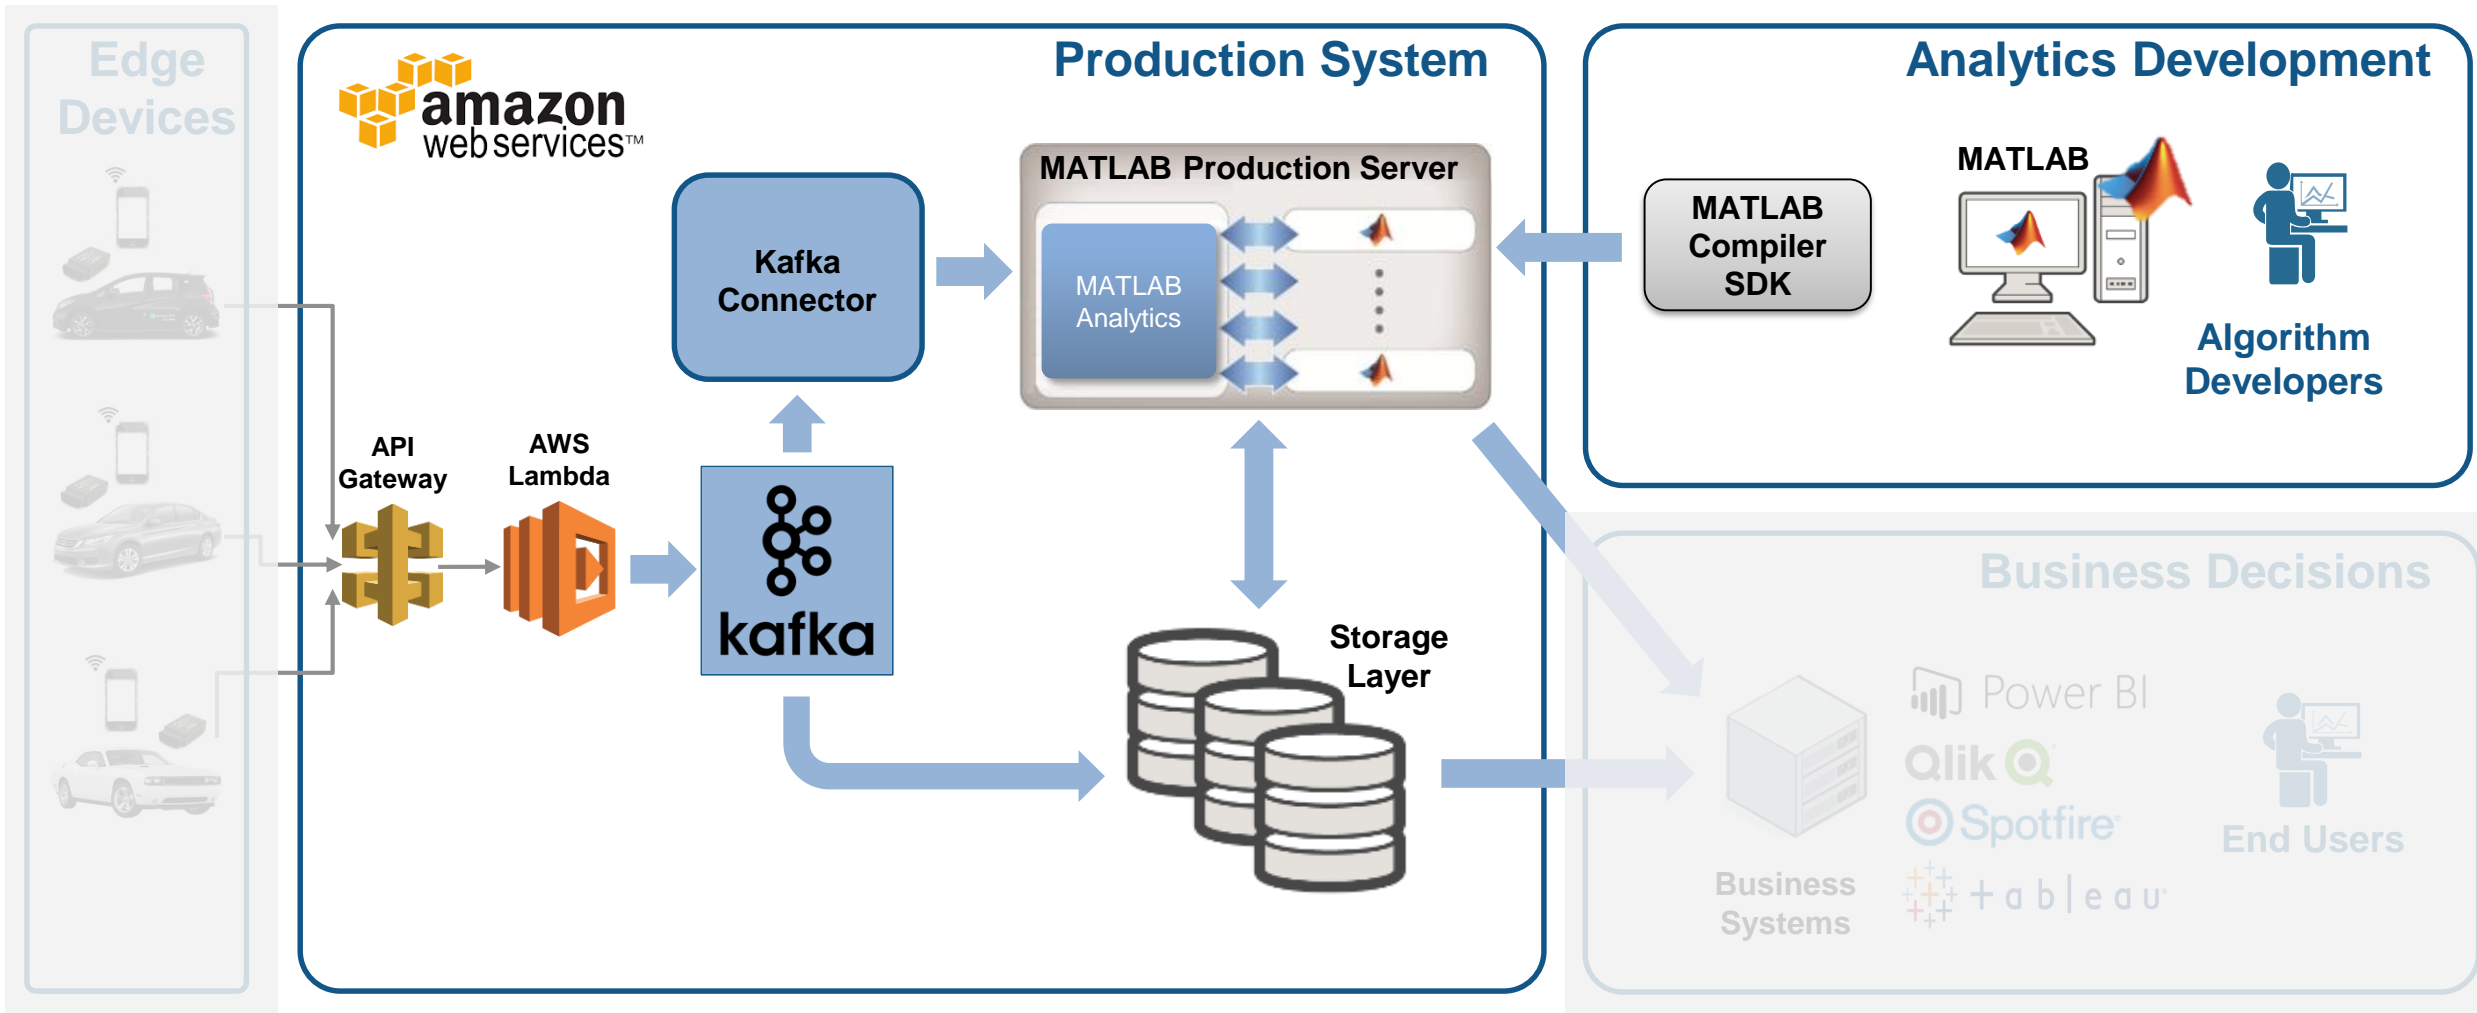 Edge
Devices
amazon
web services™
Production System
Kafka
Connector
MATLAB Production Server
MATLAB
Analytics
API
Gateway
AWS
Lambda
kafka
Storage
Layer
Analytics Development
MATLAB
Compiler
SDK
MATLAB
Algorithm
Developers
Business Decisions
Business
Systems
Power BI
Qlik
Spotfire
tableau
End Users